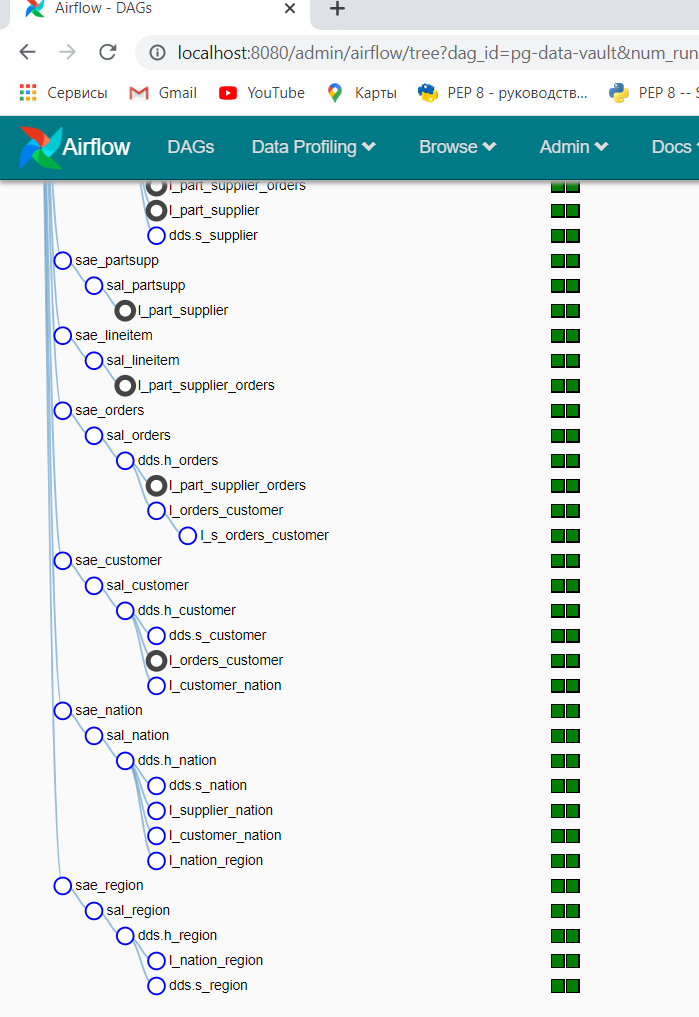 Airflow - DAGs
localhost:8080/admin/airflow/tree?dag_id=pg-data-vault&num_run
Сервисы Gmail YouTube Карты PEP 8 - руководств... PEP 8 -- S
Airflow DAGs Data Profiling Browse Admin Docs
l_part_supplier_orders
l_part_supplier
dds.s_supplier
sae_partsupp
sal_partsupp
l_part_supplier
sae_lineitem
sal_lineitem
l_part_supplier_orders
sae_orders
sal_orders
dds.h_orders
l_part_supplier_orders
l_orders_customer
l_s_orders_customer
sae_customer
sal_customer
dds.h_customer
dds.s_customer
l_orders_customer
l_customer_nation
sae_nation
sal_nation
dds.h_nation
dds.s_nation
l_supplier_nation
l_customer_nation
l_nation_region
sae_region
sal_region
dds.h_region
l_nation_region
dds.s_region